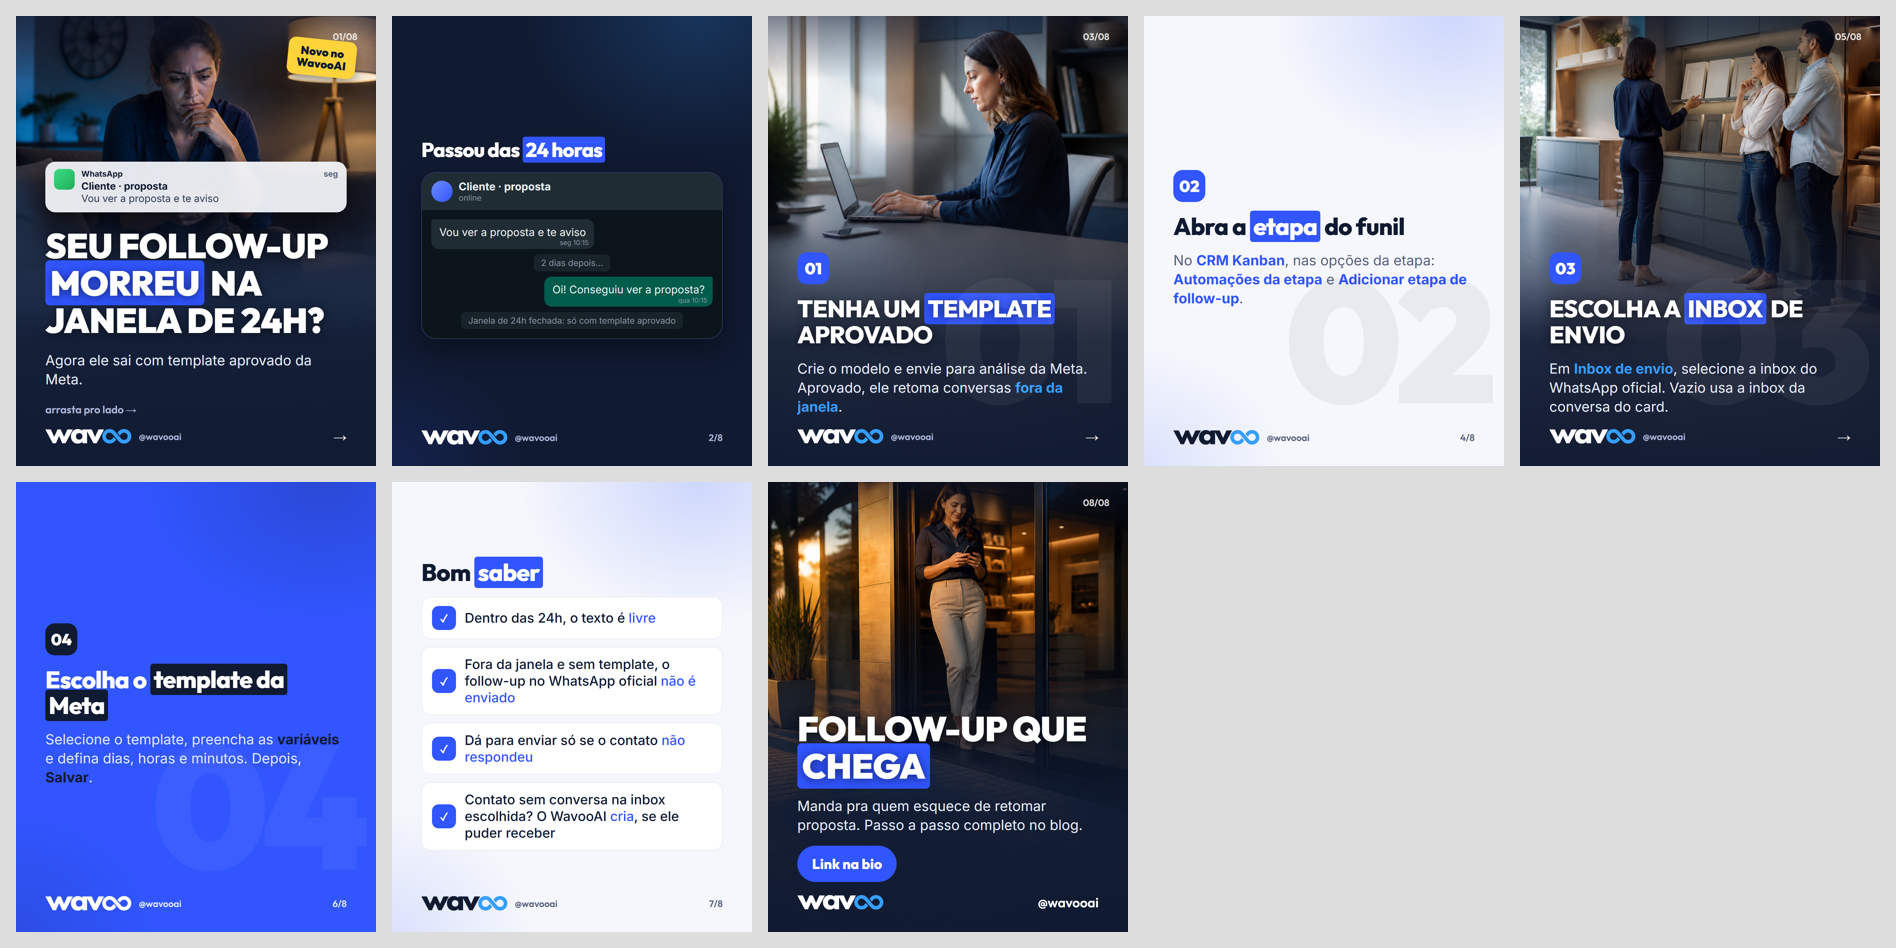 01/08
Novo no
WavooAI
WhatsApp
seg
Cliente · proposta
Vou ver a proposta e te aviso
SEU FOLLOW-UP
MORREU NA
JANELA DE 24H?
Agora ele sai com template aprovado da
Meta.
arrasta pro lado →
wavoo @wavooai →
Passou das 24 horas
Cliente · proposta
online
Vou ver a proposta e te aviso
seg 10:15
2 dias depois...
Oi! Conseguiu ver a proposta?
qua 10:15
Janela de 24h fechada: só com template aprovado
wavoo @wavooai 2/8
03/08
01
TENHA UM TEMPLATE
APROVADO
01
Crie o modelo e envie para análise da Meta.
Aprovado, ele retoma conversas fora da
janela.
wavoo @wavooai →
02
Abra a etapa do funil
No CRM Kanban, nas opções da etapa:
Automações da etapa e Adicionar etapa de
follow-up.
02
wavoo @wavooai 4/8
05/08
03
ESCOLHA A INBOX DE
ENVIO
03
Em Inbox de envio, selecione a inbox do
WhatsApp oficial. Vazio usa a inbox da
conversa do card.
wavoo @wavooai →
04
Escolha o template da
Meta
Selecione o template, preencha as variáveis
e defina dias, horas e minutos. Depois,
Salvar.
04
wavoo @wavooai 6/8
Bom saber
✓ Dentro das 24h, o texto é livre
✓ Fora da janela e sem template, o
follow-up no WhatsApp oficial não é
enviado
✓ Dá para enviar só se o contato não
respondeu
✓ Contato sem conversa na inbox
escolhida? O WavooAI cria, se ele
puder receber
wavoo @wavooai 7/8
08/08
FOLLOW-UP QUE
CHEGA
Manda pra quem esquece de retomar
proposta. Passo a passo completo no blog.
Link na bio
wavoo @wavooai